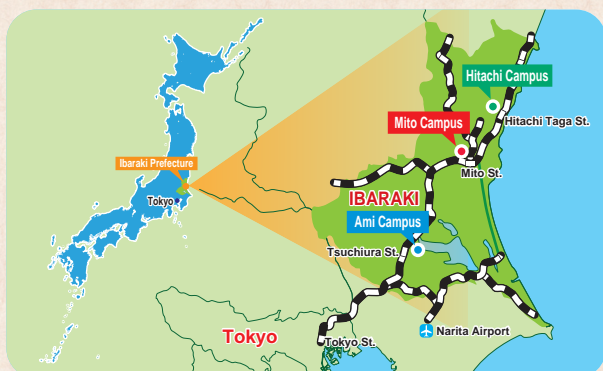 Hitachi Campus
Hitachi Taga St.
Mito Campus
Mito St.
Ibaraki Prefecture
Tokyo
IBARAKI
Ami Campus
Tsuchiura St.
Narita Airport
Tokyo
Tokyo St.